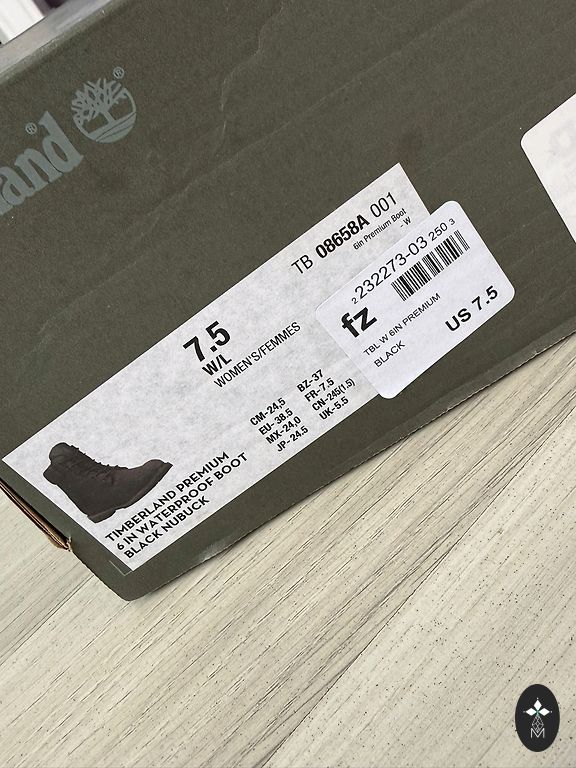 land®
®
TB 08658A 001
6in Premium Boot
- W
7.5
W/L
WOMEN'S/FEMMES
CM-24,5 BZ-37
EU-38.5 FR-7.5
MX-24,0 CN-245(1.5)
JP-24.5 UK-5.5
TIMBERLAND PREMIUM
6 IN WATERPROOF BOOT
BLACK NUBUCK
2 232273-03 250 3
fz
TBL W 6IN PREMIUM
BLACK
US 7.5
M